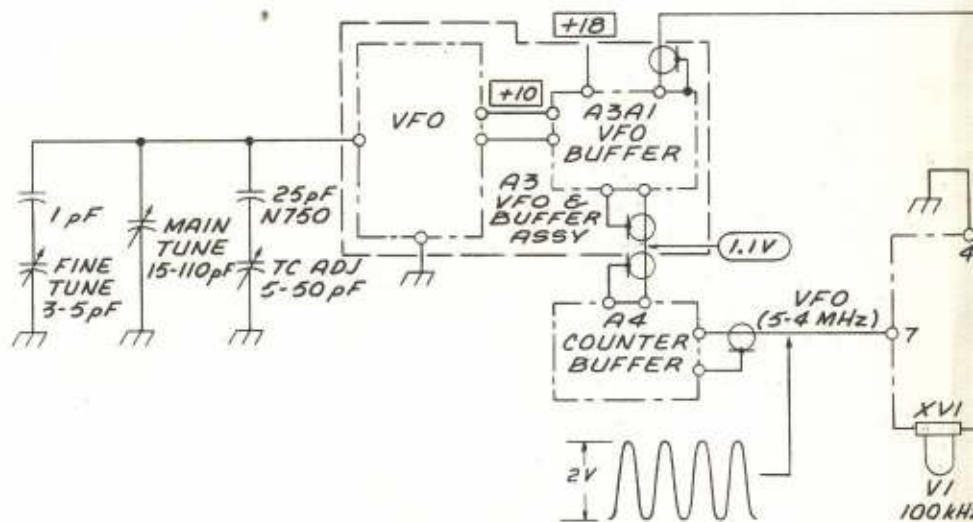 +18
+10
VFO
A3A1
VFO
BUFFER
1 pF
MAIN
TUNE
15-110pF
25pF
N750
FINE
TUNE
3-5pF
TC ADJ
5-50pF
A3
VFO &
BUFFER
ASSY
1.1V
A4
COUNTER
BUFFER
VFO
(5-4 MHz)
4
7
2V
XV1
V1
100kHz